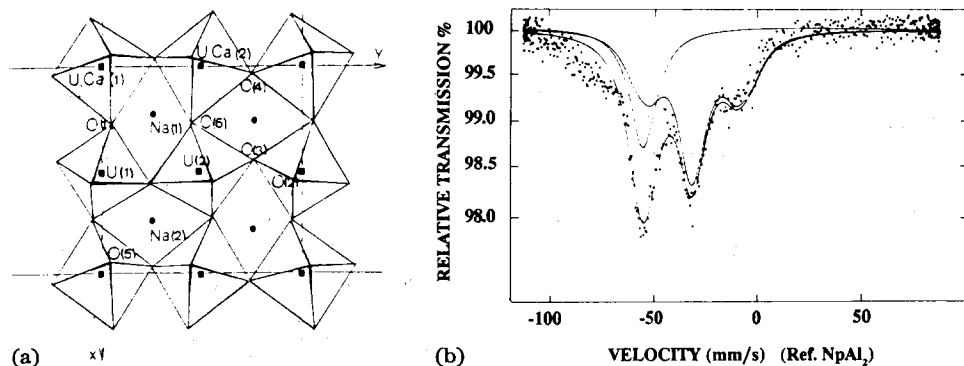 U Ca (1)
U Ca (2)
Y
O(4)
Na(1)
O(6)
O(3)
U(1)
U(2)
O(2)
Na(2)
O(5)
(a)
RELATIVE TRANSMISSION %
100
99.5
99.0
98.5
98.0
-100
-50
0
50
(b)
VELOCITY (mm/s) (Ref. NpAl2)